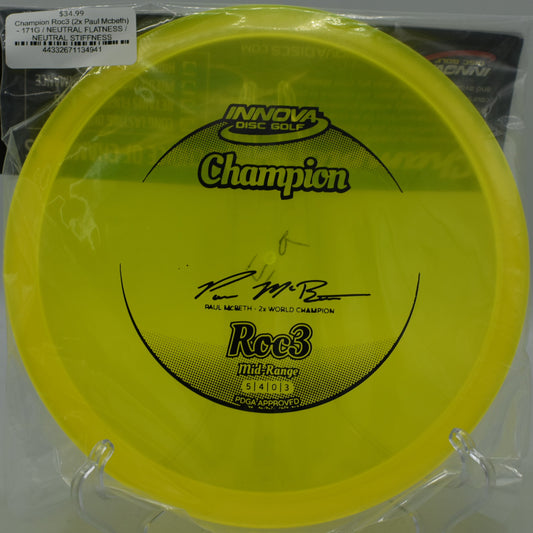 $34.99
Champion Roc3 (2x Paul Mcbeth)
- 171G / NEUTRAL FLATNESS /
NEUTRAL STIFFNESS
44332671134941
INNOVA
DISC GOLF
Champion
PAUL MCBETH - 2X WORLD CHAMPION
Roc3
Mid-Range
5 4 0 3
PDGA APPROVED